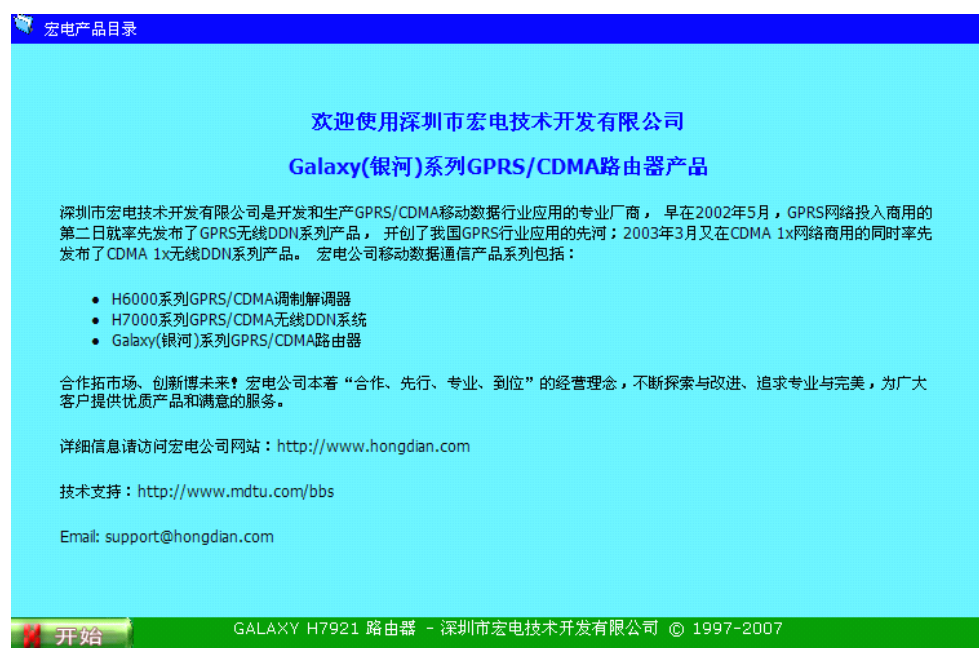 宏电产品目录
欢迎使用深圳市宏电技术开发有限公司
Galaxy(银河)系列GPRS/CDMA路由器产品
深圳市宏电技术开发有限公司是开发和生产GPRS/CDMA移动数据行业应用的专业厂商， 早在2002年5月，GPRS网络投入商用的
第二日就率先发布了GPRS无线DDN系列产品， 开创了我国GPRS行业应用的先河；2003年3月又在CDMA 1x网络商用的同时率先
发布了CDMA 1x无线DDN系列产品。 宏电公司移动数据通信产品系列包括：
● H6000系列GPRS/CDMA调制解调器
● H7000系列GPRS/CDMA无线DDN系统
● Galaxy(银河)系列GPRS/CDMA路由器
合作拓市场、创新博未来！宏电公司本着“合作、先行、专业、到位”的经营理念，不断探索与改进、追求专业与完美，为广大
客户提供优质产品和满意的服务。
详细信息请访问宏电公司网站：http://www.hongdian.com
技术支持：http://www.mdtu.com/bbs
Email: support@hongdian.com
开始
GALAXY H7921 路由器 - 深圳市宏电技术开发有限公司 © 1997-2007